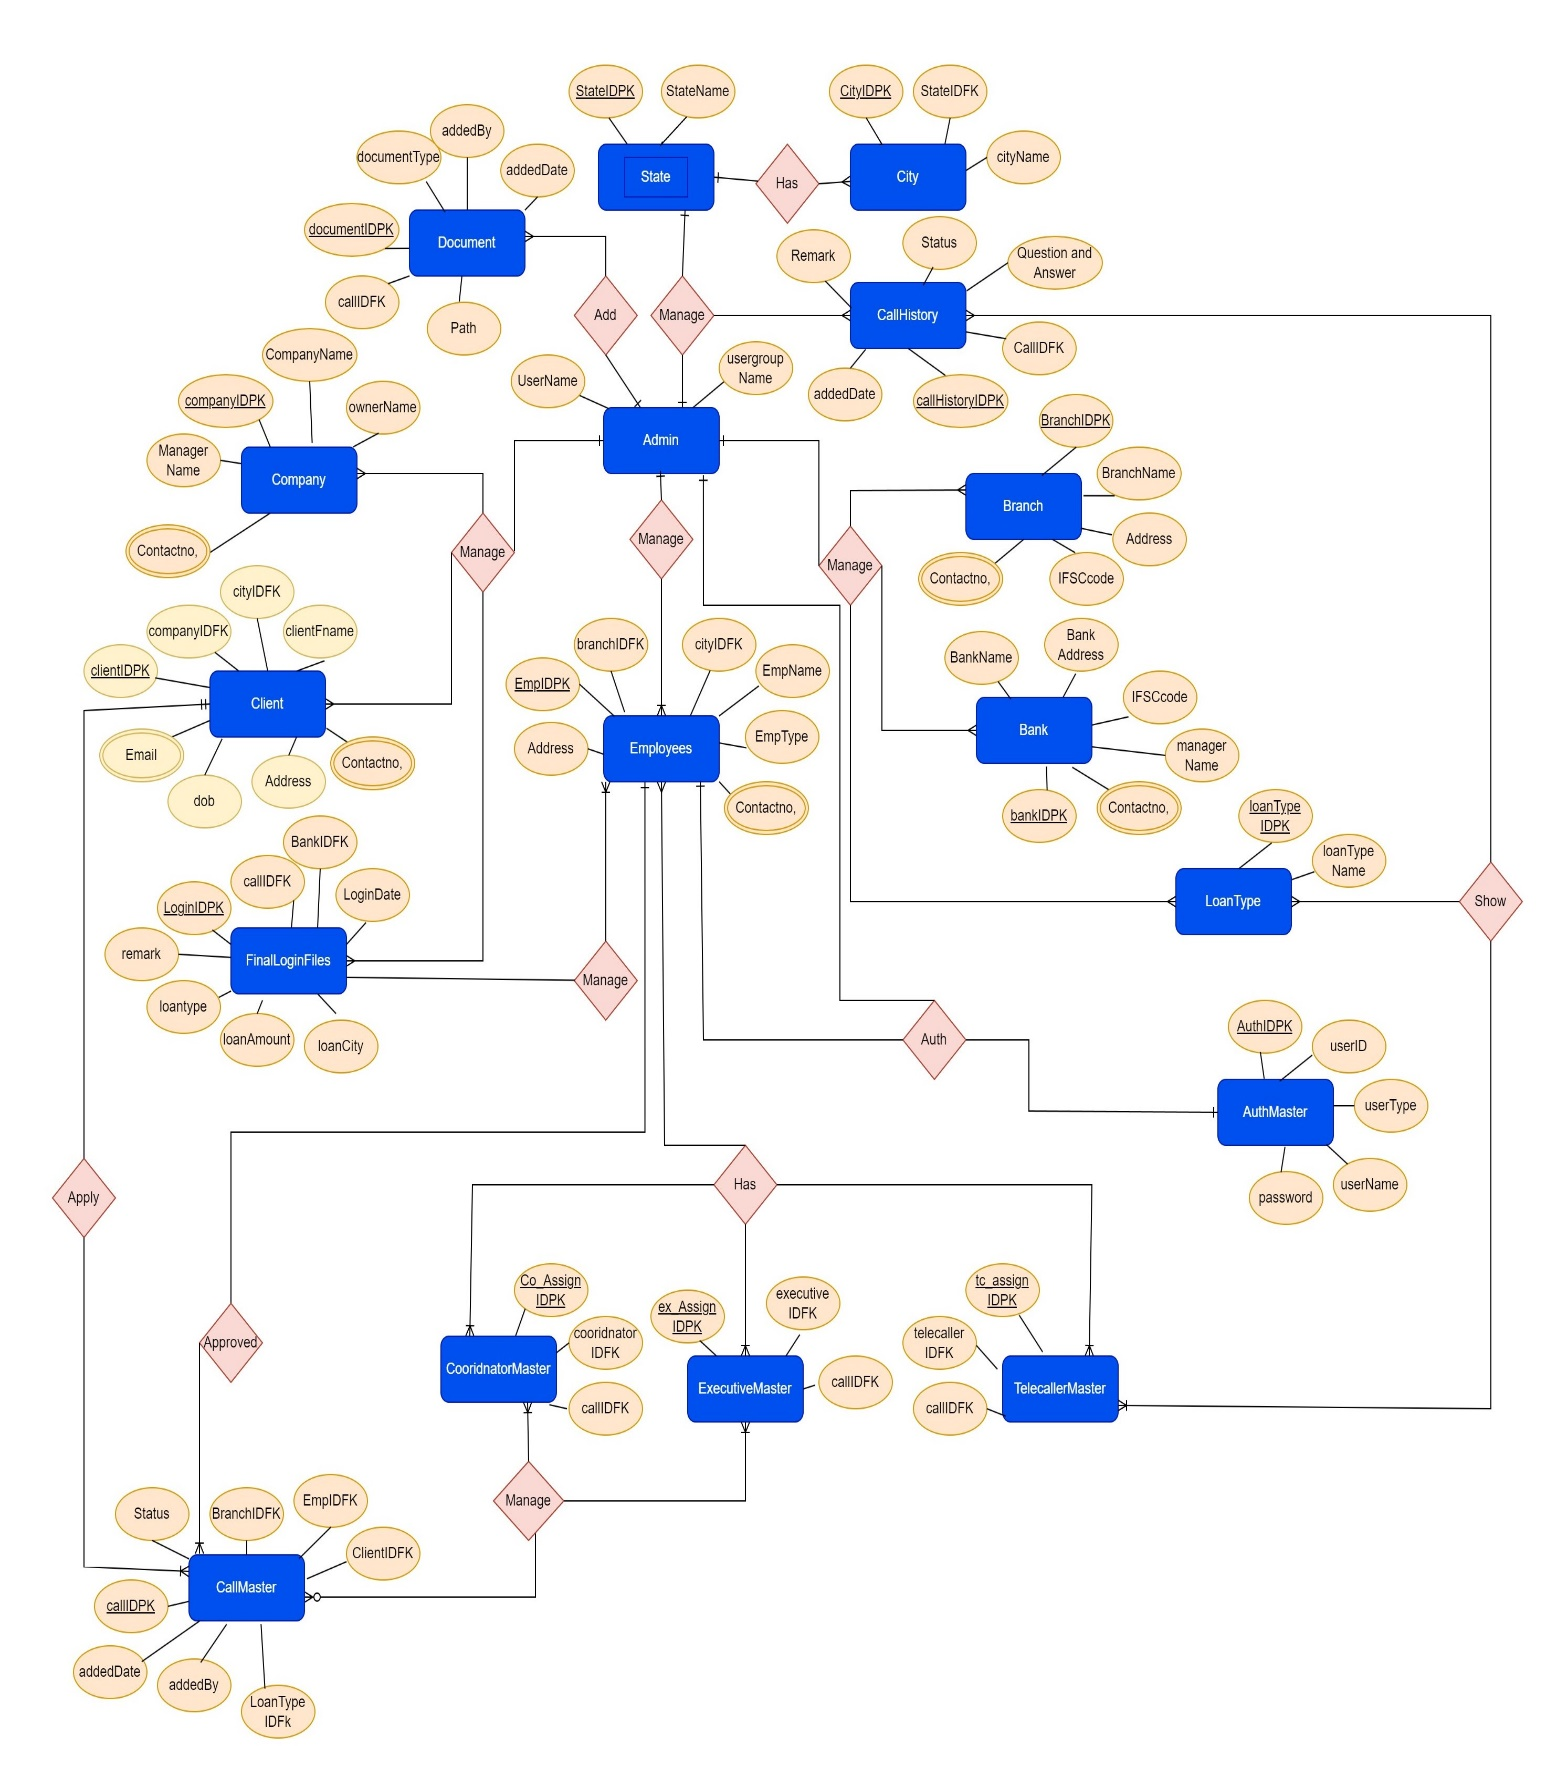 StateIDPK
StateName
CityIDPK
StateIDFK
addedBy
documentType
addedDate
cityName
State
Has
City
documentIDPK
Document
Status
Remark
Question and
Answer
callIDFK
Path
Add
Manage
CallHistory
CallIDFK
CompanyName
UserName
usergroup
Name
addedDate
callHistoryIDPK
companyIDPK
ownerName
BranchIDPK
Admin
Manager
Name
Company
BranchName
Branch
Contactno,
Manage
Manage
Manage
Address
Contactno,
IFSCcode
cityIDFK
companyIDFK
clientFname
clientIDPK
branchIDFK
cityIDFK
Bank
Address
BankName
EmpIDPK
EmpName
Client
IFSCcode
Email
Contactno,
Address
Employees
EmpType
Bank
manager
Name
dob
Address
Contactno,
bankIDPK
Contactno,
loanType
IDPK
BankIDFK
callIDFK
LoginDate
loanType
Name
LoginIDPK
LoanType
Show
remark
FinalLoginFiles
Manage
loantype
loanAmount
loanCity
Auth
AuthIDPK
userID
AuthMaster
userType
Apply
Has
password
userName
Co_Assign
IDPK
ex_Assign
IDPK
executive
IDFK
tc_assign
IDPK
Approved
cooridnator
IDFK
telecaller
IDFK
CooridnatorMaster
ExecutiveMaster
callIDFK
TelecallerMaster
callIDFK
callIDFK
Status
BranchIDFK
EmpIDFK
Manage
ClientIDFK
CallMaster
callIDPK
addedDate
addedBy
LoanType
IDFk